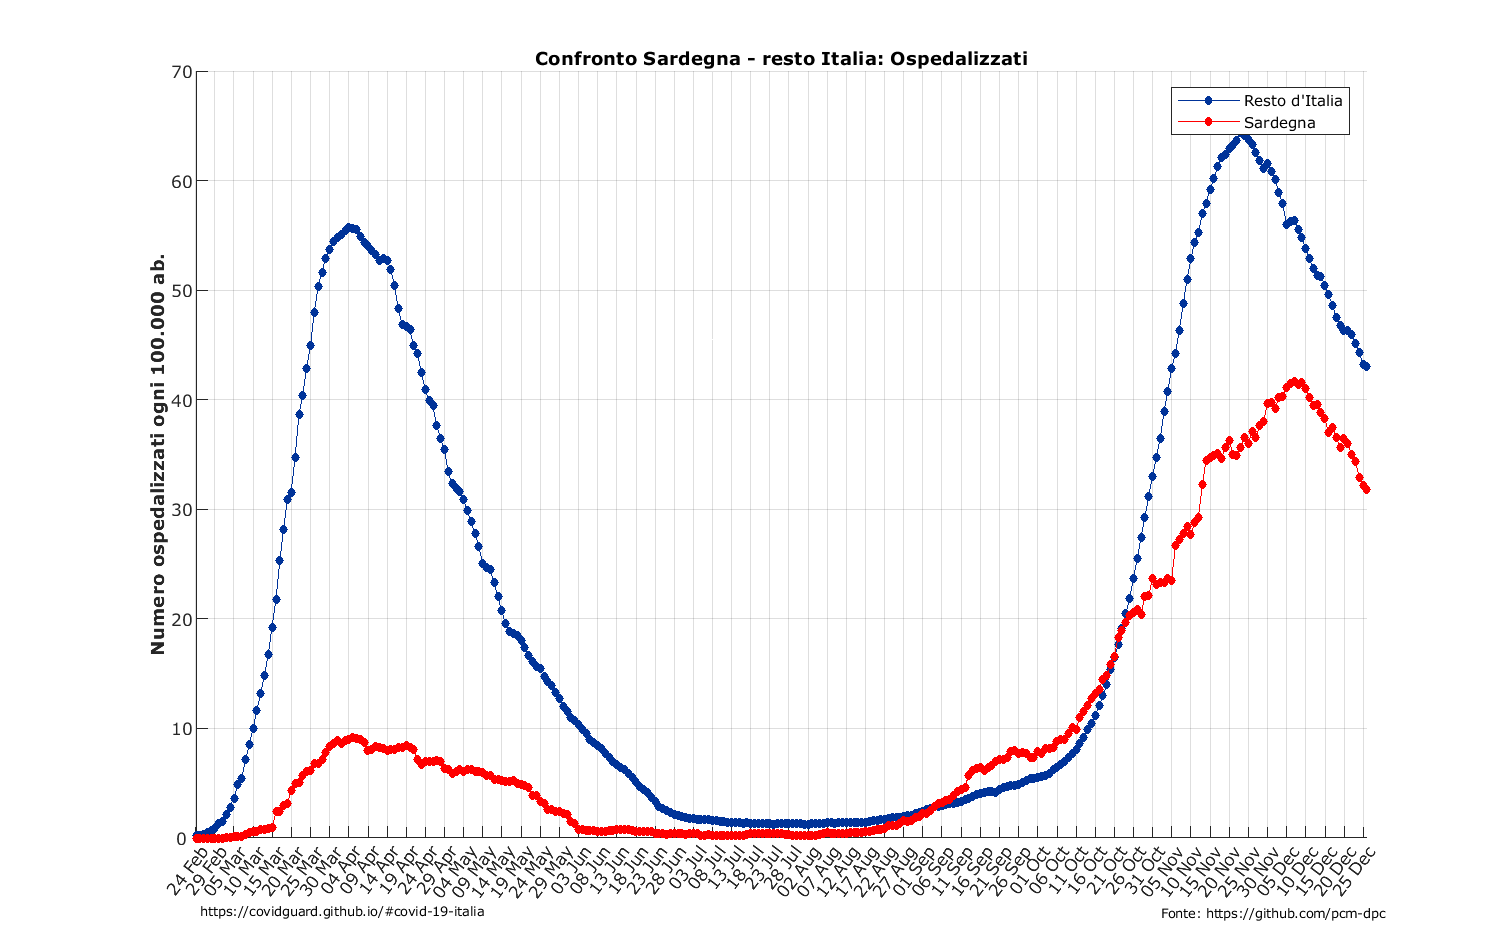 Confronto Sardegna - resto Italia: Ospedalizzati
Resto d'Italia
Sardegna
Numero ospedalizzati ogni 100.000 ab.
70
60
50
40
30
20
10
0
24 Feb
29 Feb
05 Mar
10 Mar
15 Mar
20 Mar
25 Mar
30 Mar
04 Apr
09 Apr
14 Apr
19 Apr
24 Apr
29 Apr
04 May
09 May
14 May
19 May
24 May
29 May
03 Jun
08 Jun
13 Jun
18 Jun
23 Jun
28 Jun
03 Jul
08 Jul
13 Jul
18 Jul
23 Jul
28 Jul
02 Aug
07 Aug
12 Aug
17 Aug
22 Aug
27 Aug
01 Sep
06 Sep
11 Sep
16 Sep
21 Sep
26 Sep
01 Oct
06 Oct
11 Oct
16 Oct
21 Oct
26 Oct
31 Oct
05 Nov
10 Nov
15 Nov
20 Nov
25 Nov
30 Nov
05 Dec
10 Dec
15 Dec
20 Dec
25 Dec
https://covidguard.github.io/#covid-19-italia
Fonte: https://github.com/pcm-dpc